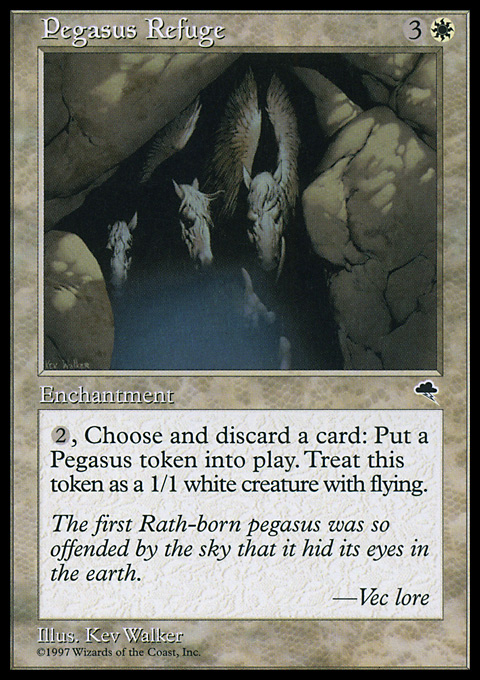 Pegasus Refuge 3
Kev Walker
Enchantment
2, Choose and discard a card: Put a
Pegasus token into play. Treat this
token as a 1/1 white creature with flying.
The first Rath-born pegasus was so
offended by the sky that it hid its eyes in
the earth.
—Vec lore
Illus. Kev Walker
©1997 Wizards of the Coast, Inc.